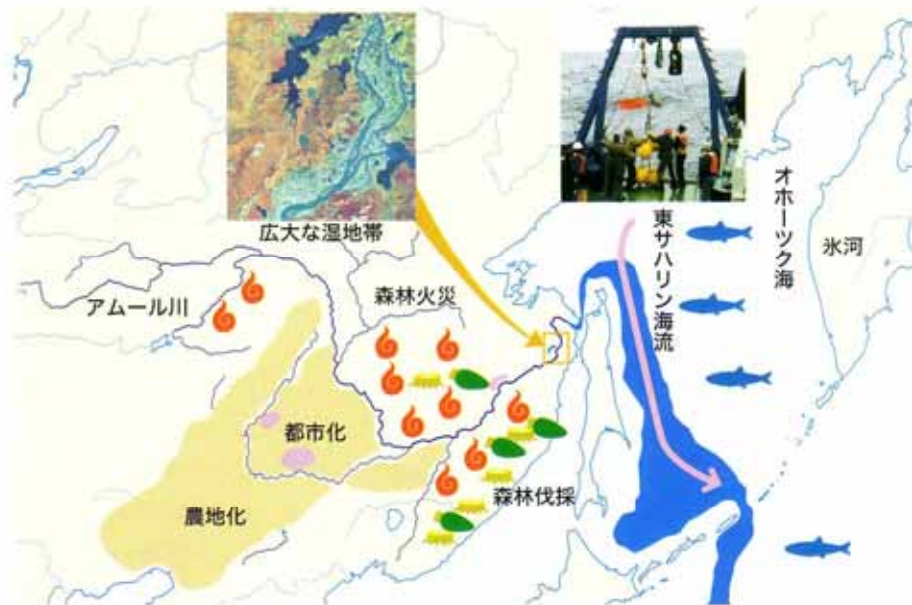 広大な湿地帯
東サハリン海流
オホーツク海
氷河
アムール川
森林火災
都市化
森林伐採
農地化